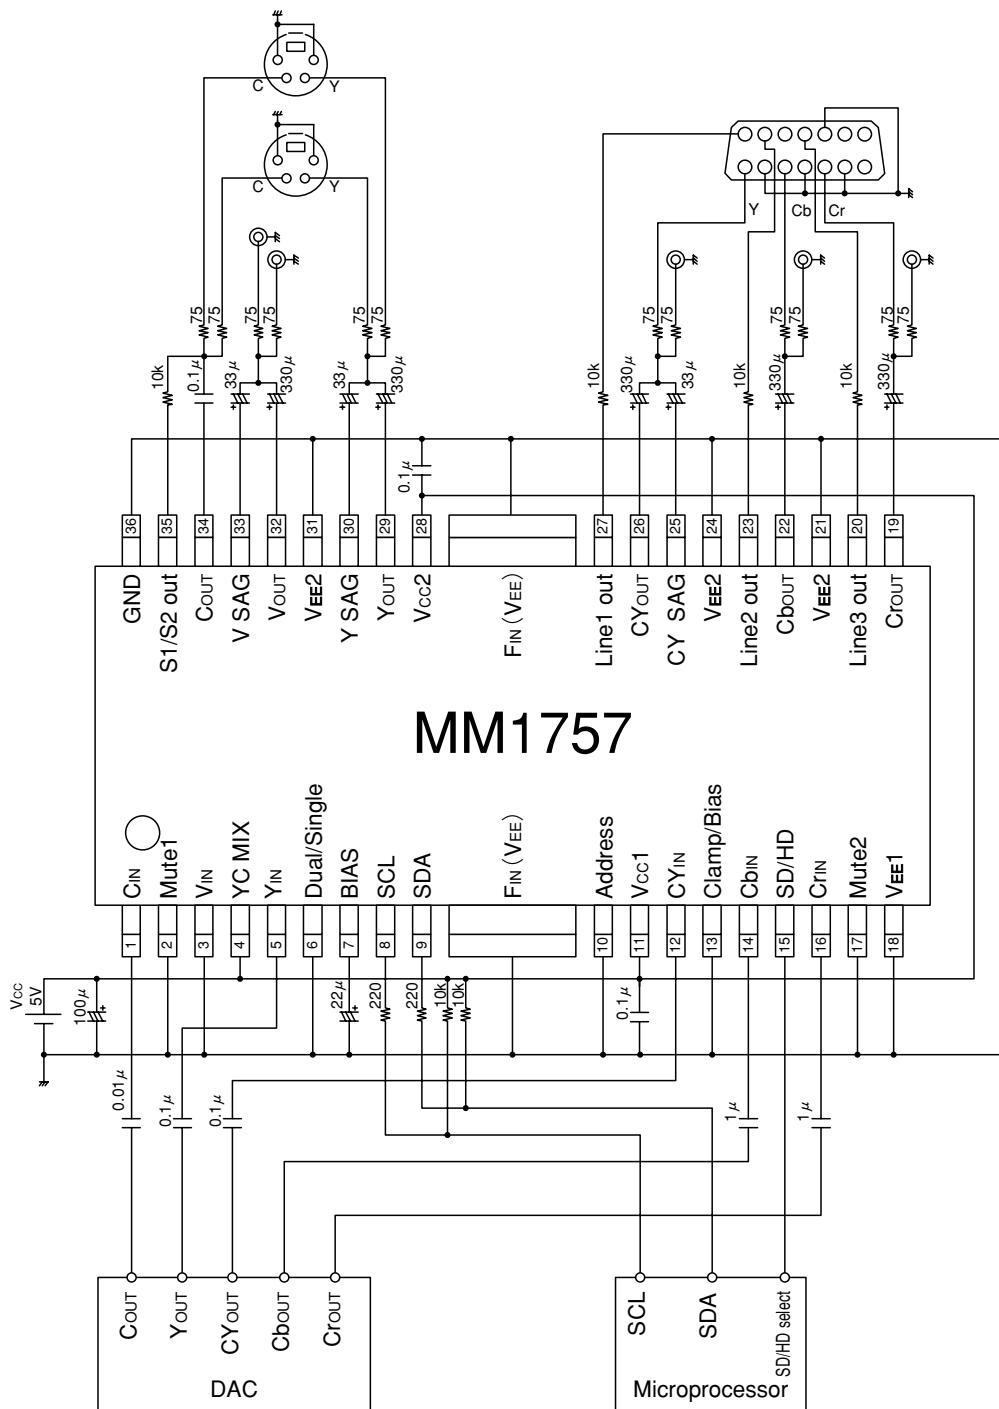 C Y
C Y
Y Cb Cr
75 75 75 75 75 75 75 75 75 75 75 75
10k 0.1μ 33μ 330μ 33μ 330μ 10k 330μ 33μ 10k 330μ 10k 330μ
0.1μ
36 35 34 33 32 31 30 29 28 27 26 25 24 23 22 21 20 19
GND
S1/S2 out
COUT
V SAG
VOUT
VEE2
Y SAG
YOUT
VCC2
FIN (VEE)
Line1 out
CYOUT
CY SAG
VEE2
Line2 out
CbOUT
VEE2
Line3 out
CrOUT
MM1757
CIN
Mute1
VIN
YC MIX
YIN
Dual/Single
BIAS
SCL
SDA
FIN (VEE)
Address
VCC1
CYIN
Clamp/Bias
CbIN
SD/HD
CrIN
Mute2
VEE1
1 2 3 4 5 6 7 8 9 10 11 12 13 14 15 16 17 18
VCC
5V
100μ 22μ 220 220 10k 10k 0.1μ
0.01μ 0.1μ 0.1μ 1μ 1μ
COUT
YOUT
CYOUT
CbOUT
CrOUT
DAC
SCL
SDA
SD/HD select
Microprocessor